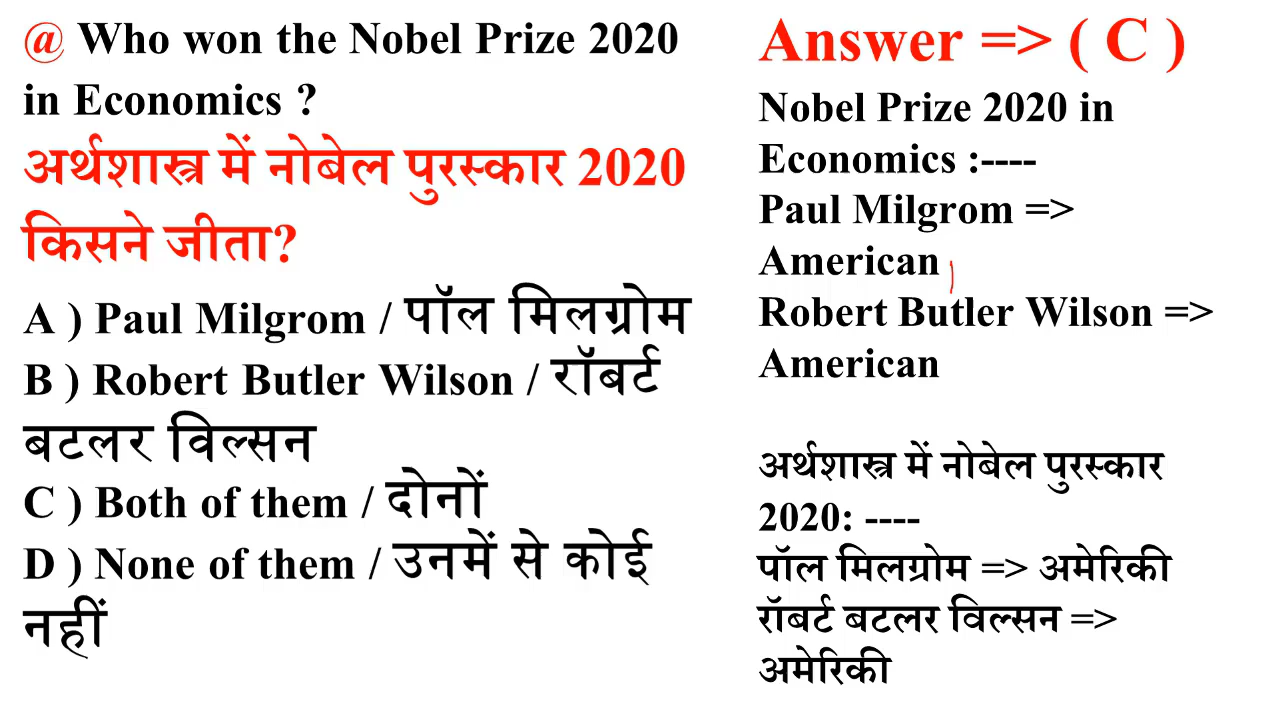 @ Who won the Nobel Prize 2020
in Economics ?
अर्थशास्त्र में नोबेल पुरस्कार 2020
किसने जीता?
A ) Paul Milgrom / पॉल मिलग्रोम
B ) Robert Butler Wilson / रॉबर्ट
बटलर विल्सन
C ) Both of them / दोनों
D ) None of them / उनमें से कोई
नहीं
Answer => ( C )
Nobel Prize 2020 in
Economics :----
Paul Milgrom =>
American
Robert Butler Wilson =>
American
अर्थशास्त्र में नोबेल पुरस्कार
2020: ----
पॉल मिलग्रोम => अमेरिकी
रॉबर्ट बटलर विल्सन =>
अमेरिकी